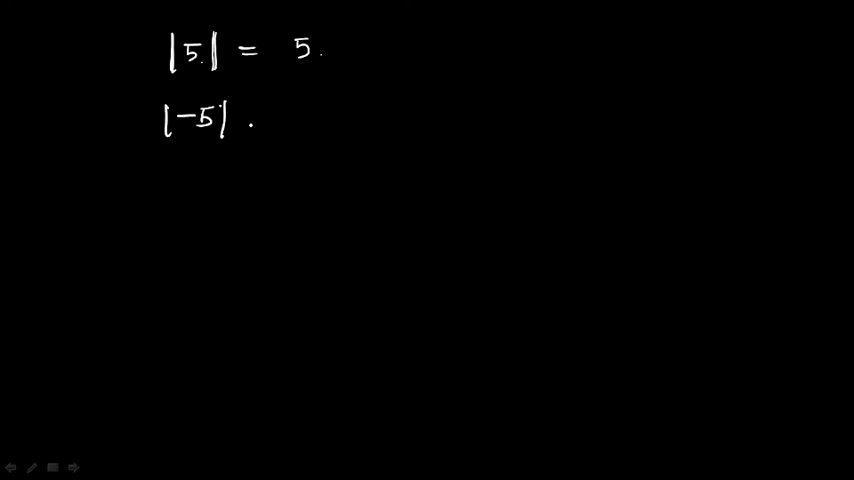 |5| = 5.
|-5| .